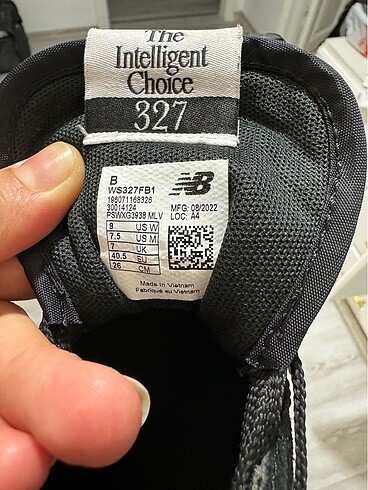 The
Intelligent
Choice
327
B
WS327FB1
196071168326
30014124
PSWXG3938 MLV
MFG: 08/2022
LOC: A4
9 US W
7.5 US M
7 UK
40.5 EU
26 CM
Made in Vietnam
Fabriqué au Vietnam